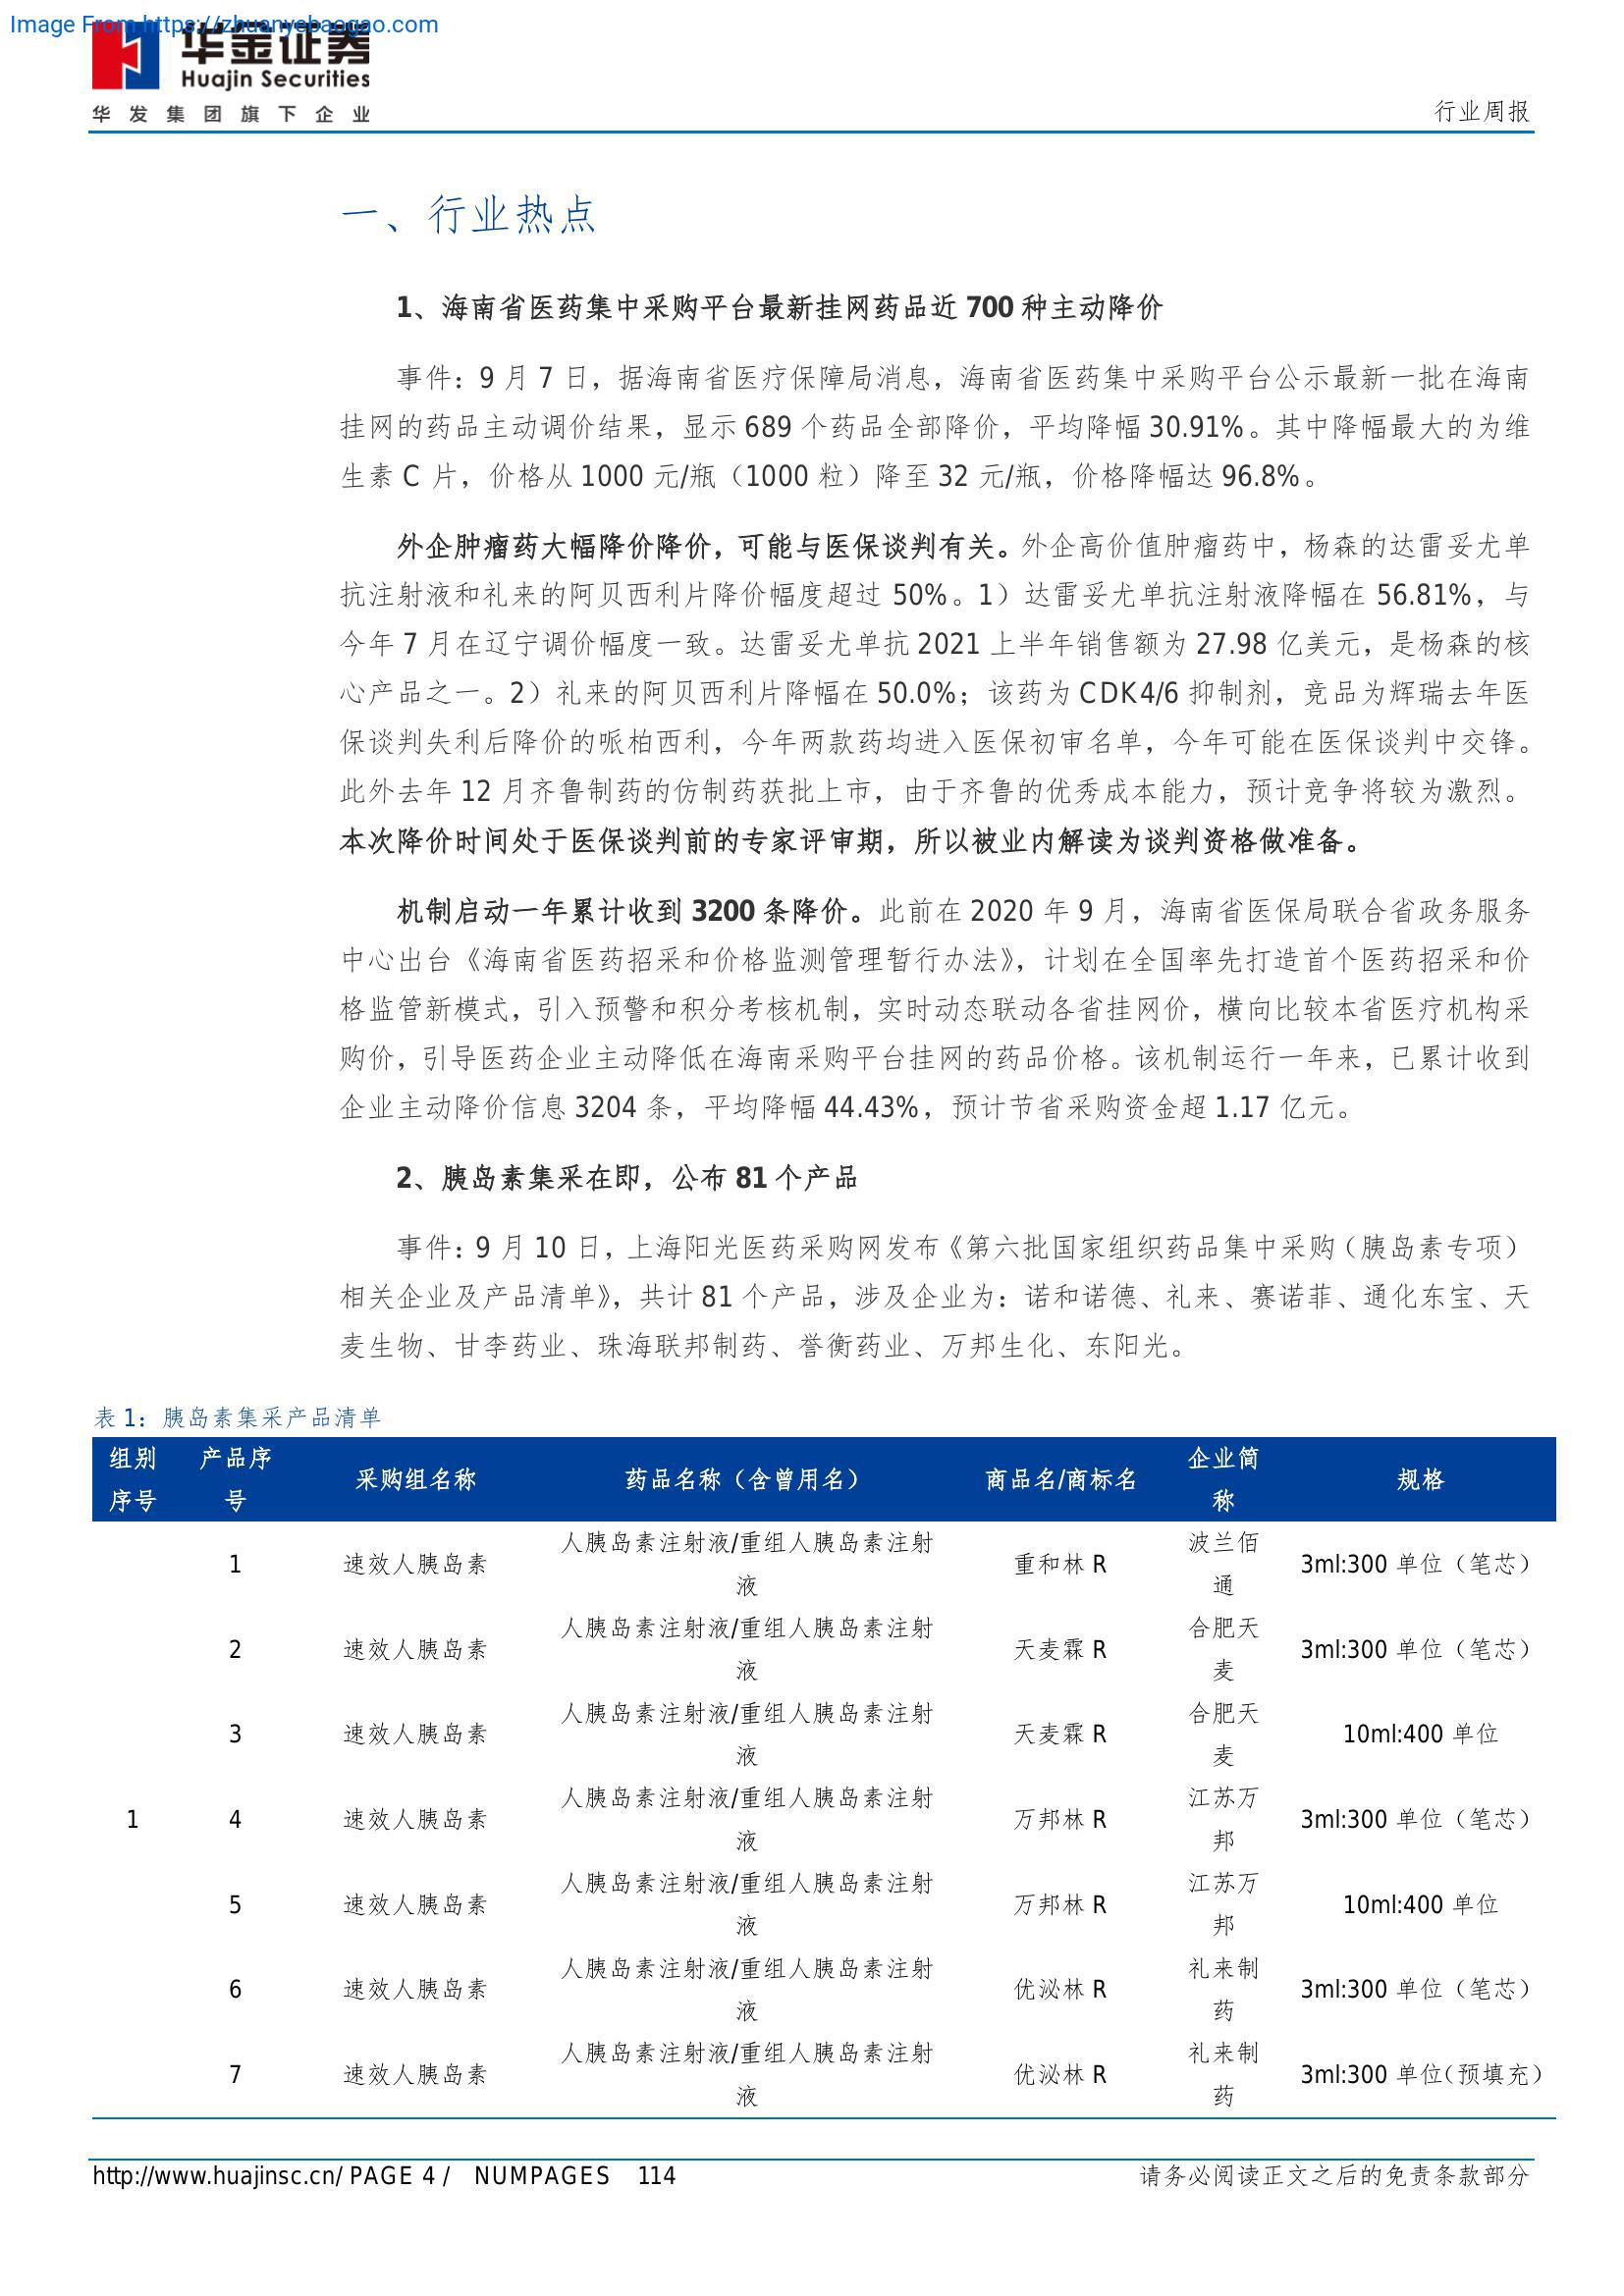 Image From https://zhuanyebaogao.com
华金证券
Huajin Securities
华发集团旗下企业
行业周报
一、行业热点
1、海南省医药集中采购平台最新挂网药品近 700 种主动降价
事件：9 月 7 日，据海南省医疗保障局消息，海南省医药集中采购平台公示最新一批在海南
挂网的药品主动调价结果，显示 689 个药品全部降价，平均降幅 30.91%。其中降幅最大的为维
生素 C 片，价格从 1000 元/瓶（1000 粒）降至 32 元/瓶，价格降幅达 96.8%。
外企肿瘤药大幅降价降价，可能与医保谈判有关。外企高价值肿瘤药中，杨森的达雷妥尤单
抗注射液和礼来的阿贝西利片降价幅度超过 50%。1）达雷妥尤单抗注射液降幅在 56.81%，与
今年 7 月在辽宁调价幅度一致。达雷妥尤单抗 2021 上半年销售额为 27.98 亿美元，是杨森的核
心产品之一。2）礼来的阿贝西利片降幅在 50.0%；该药为 CDK4/6 抑制剂，竞品为辉瑞去年医
保谈判失利后降价的哌柏西利，今年两款药均进入医保初审名单，今年可能在医保谈判中交锋。
此外去年 12 月齐鲁制药的仿制药获批上市，由于齐鲁的优秀成本能力，预计竞争将较为激烈。
本次降价时间处于医保谈判前的专家评审期，所以被业内解读为谈判资格做准备。
机制启动一年累计收到 3200 条降价。此前在 2020 年 9 月，海南省医保局联合省政务服务
中心出台《海南省医药招采和价格监测管理暂行办法》，计划在全国率先打造首个医药招采和价
格监管新模式，引入预警和积分考核机制，实时动态联动各省挂网价，横向比较本省医疗机构采
购价，引导医药企业主动降低在海南采购平台挂网的药品价格。该机制运行一年来，已累计收到
企业主动降价信息 3204 条，平均降幅 44.43%，预计节省采购资金超 1.17 亿元。
2、胰岛素集采在即，公布 81 个产品
事件：9 月 10 日，上海阳光医药采购网发布《第六批国家组织药品集中采购（胰岛素专项）
相关企业及产品清单》，共计 81 个产品，涉及企业为：诺和诺德、礼来、赛诺菲、通化东宝、天
麦生物、甘李药业、珠海联邦制药、誉衡药业、万邦生化、东阳光。
表 1：胰岛素集采产品清单
组别序号 产品序号 采购组名称 药品名称（含曾用名） 商品名/商标名 企业简称 规格
1 速效人胰岛素 人胰岛素注射液/重组人胰岛素注射液 重和林 R 波兰佰通 3ml:300 单位（笔芯）
2 速效人胰岛素 人胰岛素注射液/重组人胰岛素注射液 天麦霖 R 合肥天麦 3ml:300 单位（笔芯）
3 速效人胰岛素 人胰岛素注射液/重组人胰岛素注射液 天麦霖 R 合肥天麦 10ml:400 单位
1 4 速效人胰岛素 人胰岛素注射液/重组人胰岛素注射液 万邦林 R 江苏万邦 3ml:300 单位（笔芯）
5 速效人胰岛素 人胰岛素注射液/重组人胰岛素注射液 万邦林 R 江苏万邦 10ml:400 单位
6 速效人胰岛素 人胰岛素注射液/重组人胰岛素注射液 优泌林 R 礼来制药 3ml:300 单位（笔芯）
7 速效人胰岛素 人胰岛素注射液/重组人胰岛素注射液 优泌林 R 礼来制药 3ml:300 单位（预填充）
http://www.huajinsc.cn/ PAGE 4 / NUMPAGES 114
请务必阅读正文之后的免责条款部分